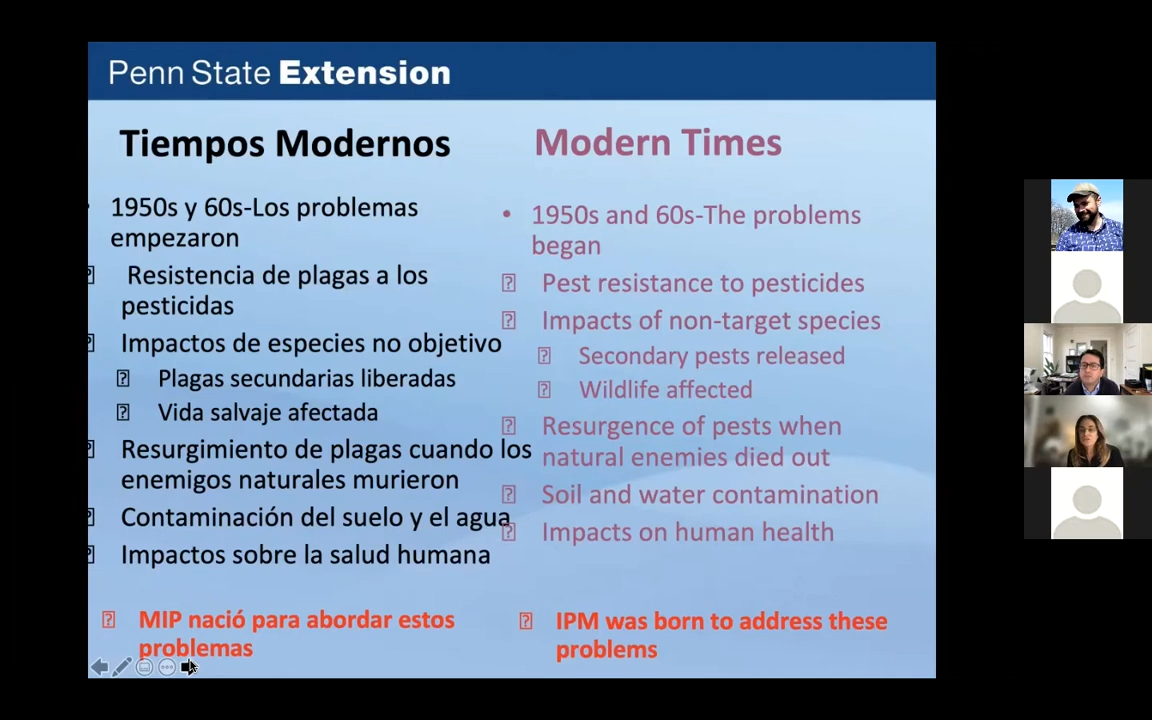 Penn State Extension
Tiempos Modernos
1950s y 60s-Los problemas
empezaron
Resistencia de plagas a los
pesticidas
Impactos de especies no objetivo
Plagas secundarias liberadas
Vida salvaje afectada
Resurgimiento de plagas cuando los
enemigos naturales murieron
Contaminación del suelo y el agua
Impactos sobre la salud humana
MIP nació para abordar estos
problemas
Modern Times
1950s and 60s-The problems
began
Pest resistance to pesticides
Impacts of non-target species
Secondary pests released
Wildlife affected
Resurgence of pests when
natural enemies died out
Soil and water contamination
Impacts on human health
IPM was born to address these
problems